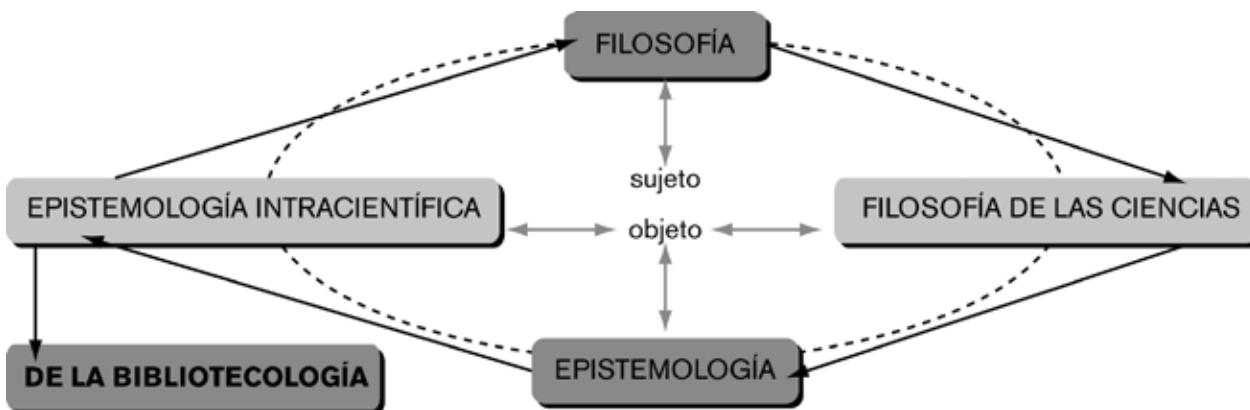 FILOSOFÍA
sujeto
EPISTEMOLOGÍA INTRACIENTÍFICA
FILOSOFÍA DE LAS CIENCIAS
objeto
EPISTEMOLOGÍA
DE LA BIBLIOTECOLOGÍA